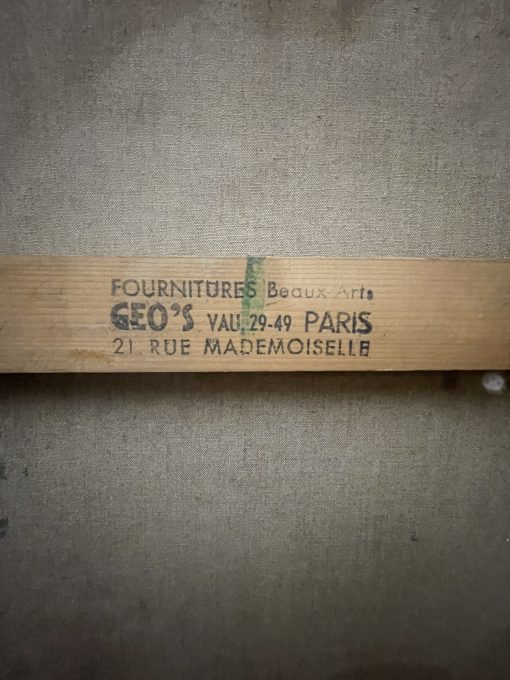 FOURNITURES Beaux-Arts
GEO'S VAU. 29-49 PARIS
21, RUE MADEMOISELLE